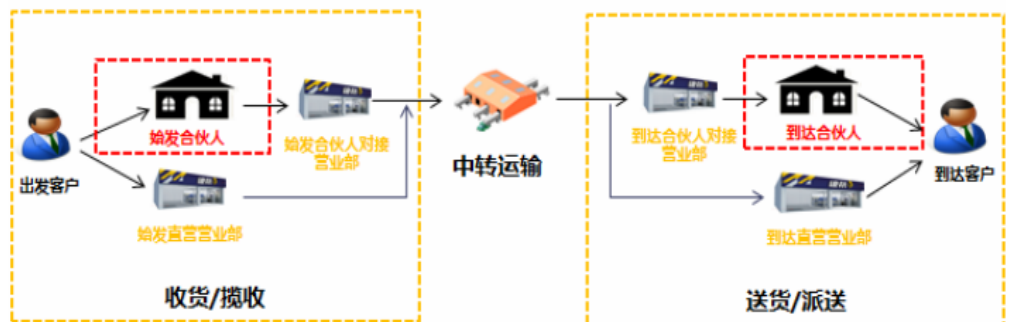 出发客户
始发合伙人
始发合伙人对接
营业部
始发直营营业部
收货/揽收
中转运输
到达合伙人对接
营业部
到达合伙人
到达直营营业部
到达客户
送货/派送